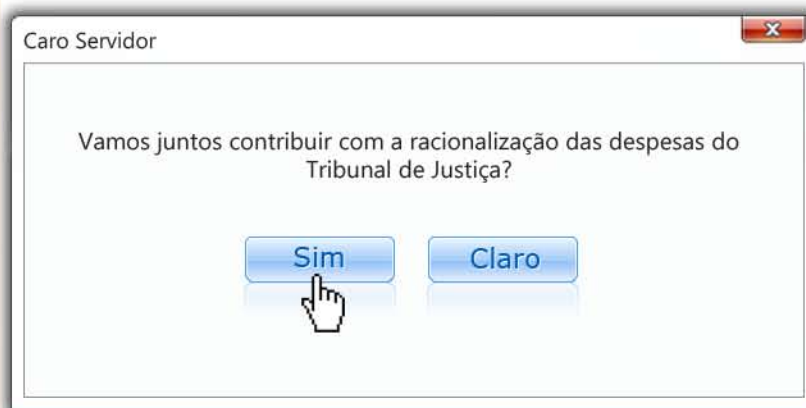 Caro Servidor
Vamos juntos contribuir com a racionalização das despesas do
Tribunal de Justiça?
Sim
Claro